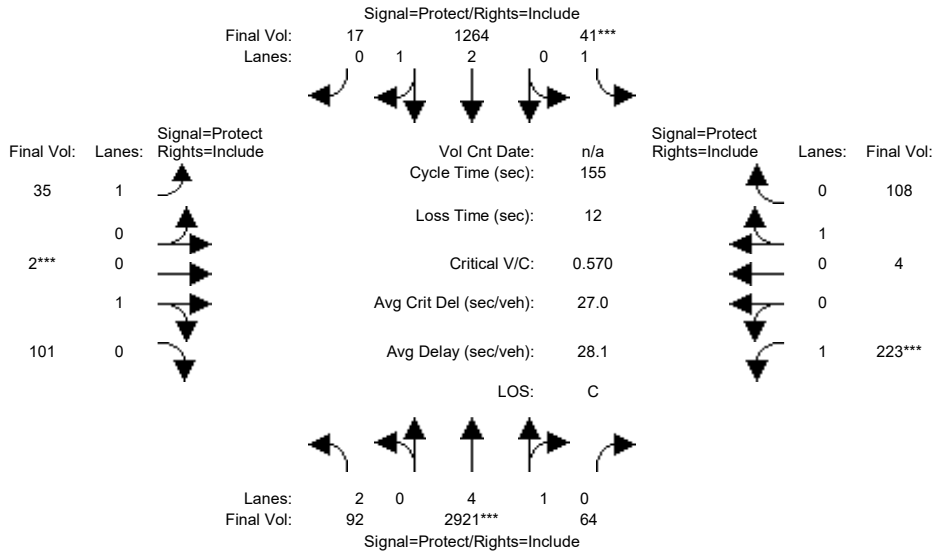 Signal=Protect/Rights=Include
Final Vol: 17 1264 41***
Lanes: 0 1 2 0 1
Signal=Protect Signal=Protect
Final Vol: Lanes: Rights=Include Vol Cnt Date: n/a Rights=Include Lanes: Final Vol:
Cycle Time (sec): 155
35 1 0 108
Loss Time (sec): 12
0 1
2*** 0 Critical V/C: 0.570 0 4
1 Avg Crit Del (sec/veh): 27.0 0
101 0 Avg Delay (sec/veh): 28.1 1 223***
LOS: C
Lanes: 2 0 4 1 0
Final Vol: 92 2921*** 64
Signal=Protect/Rights=Include